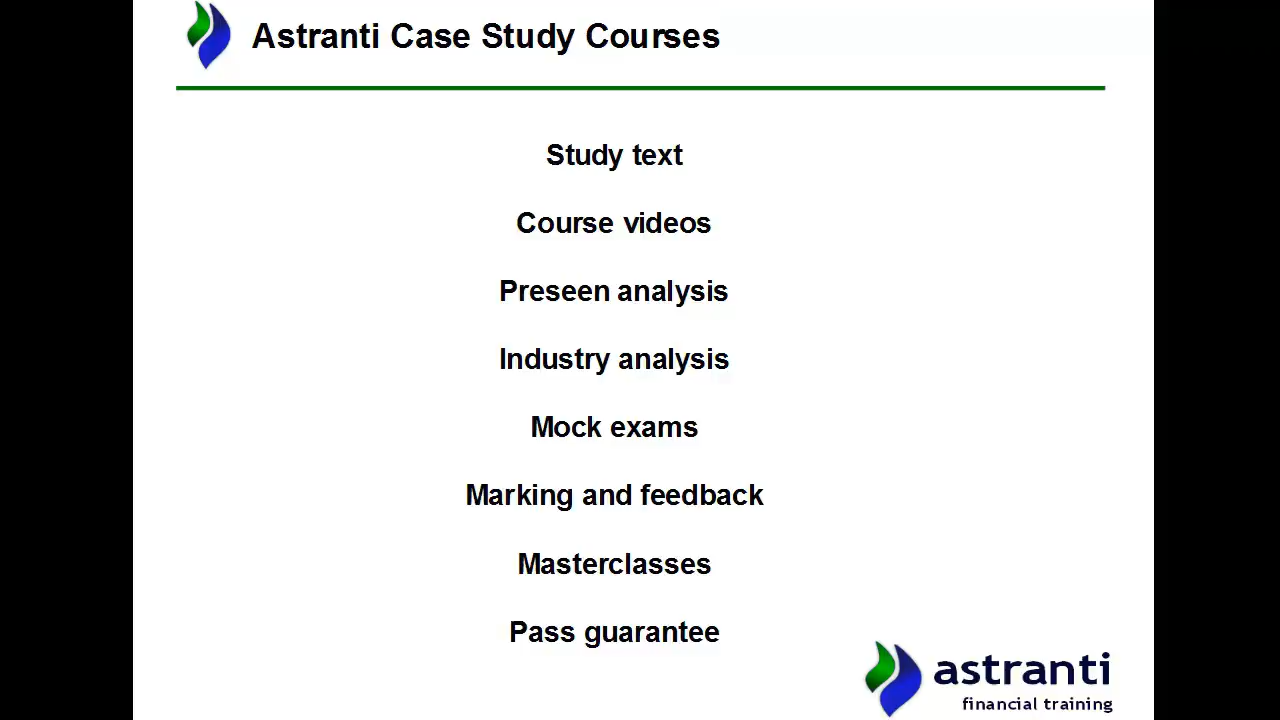 Astranti Case Study Courses
Study text
Course videos
Preseen analysis
Industry analysis
Mock exams
Marking and feedback
Masterclasses
Pass guarantee
astranti
financial training